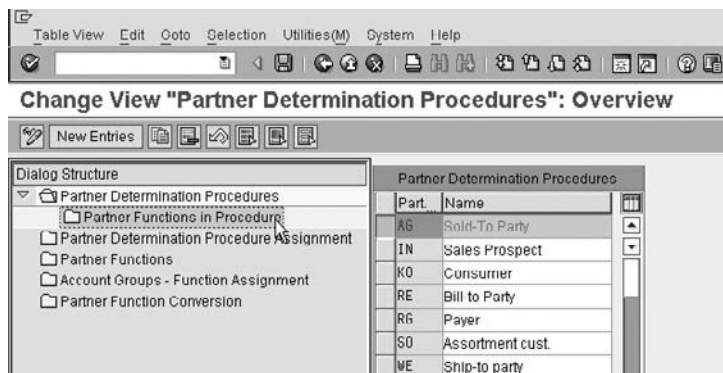 Table View Edit Goto Selection Utilities(M) System Help
Change View "Partner Determination Procedures": Overview
New Entries
Dialog Structure
Partner Determination Procedures
Partner Functions in Procedure
Partner Determination Procedure Assignment
Partner Functions
Account Groups - Function Assignment
Partner Function Conversion
Partner Determination Procedures
Part... Name
AG Sold-To Party
IN Sales Prospect
KO Consumer
RE Bill to Party
RG Payer
SO Assortment cust.
WE Ship-to party